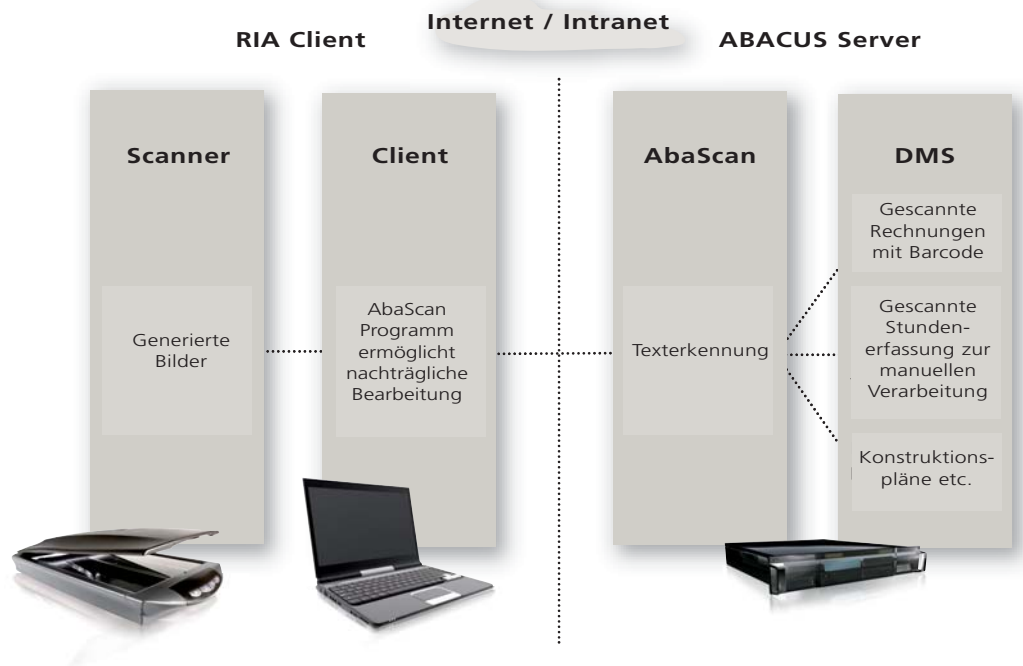 Internet / Intranet
RIA Client
ABACUS Server
Scanner
Generierte
Bilder
Client
AbaScan
Programm
ermöglicht
nachträgliche
Bearbeitung
AbaScan
Texterkennung
DMS
Gescannte
Rechnungen
mit Barcode
Gescannte
Stunden-
erfassung zur
manuellen
Verarbeitung
Konstruktions-
pläne etc.